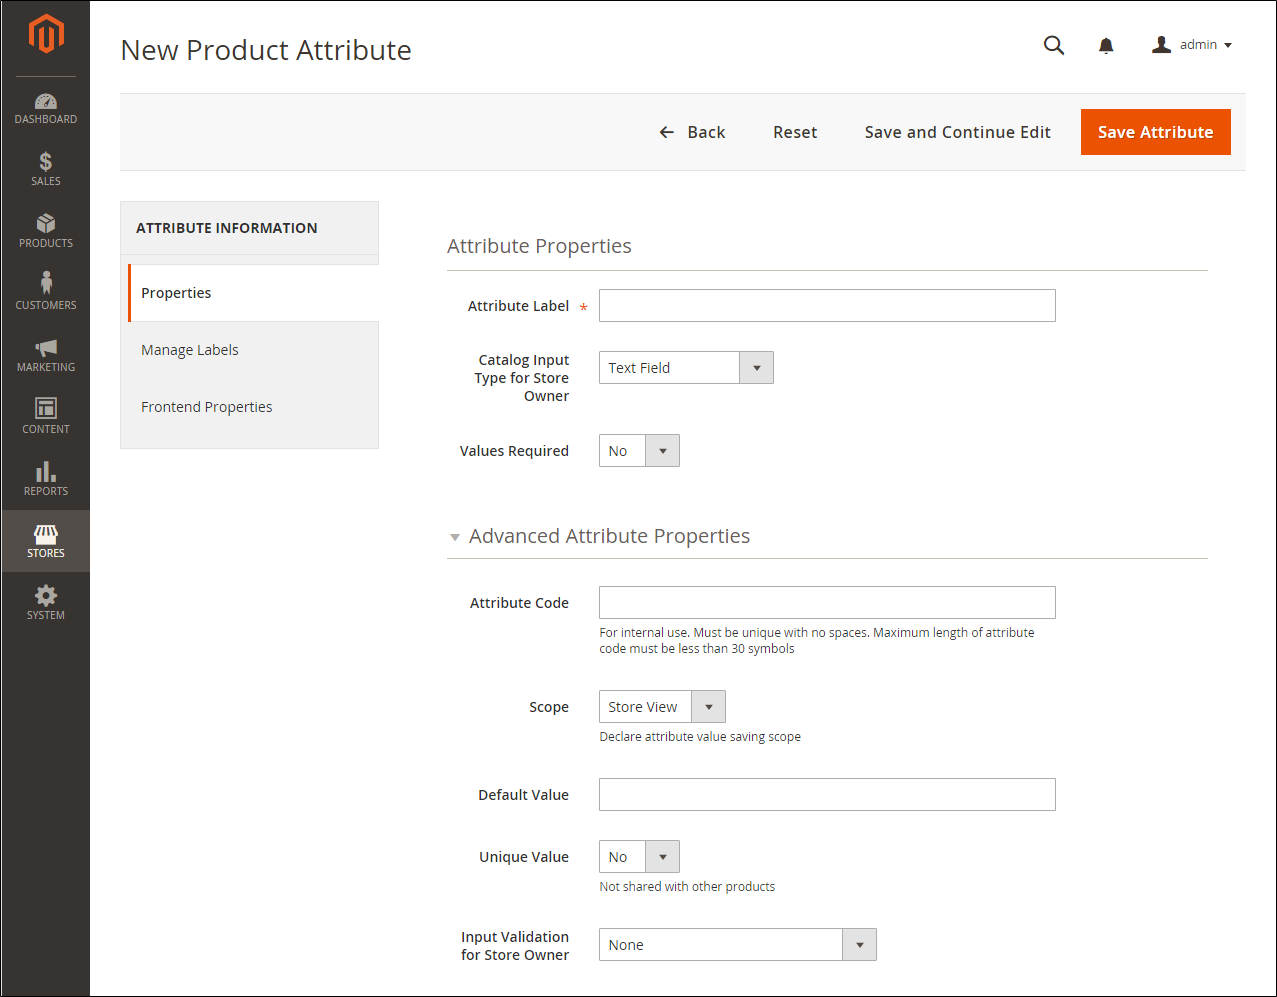 New Product Attribute
admin
Back
Reset
Save and Continue Edit
Save Attribute
DASHBOARD
SALES
PRODUCTS
CUSTOMERS
MARKETING
CONTENT
REPORTS
STORES
SYSTEM
ATTRIBUTE INFORMATION
Properties
Manage Labels
Frontend Properties
Attribute Properties
Attribute Label *
Catalog Input
Type for Store
Owner
Text Field
Values Required
No
Advanced Attribute Properties
Attribute Code
For internal use. Must be unique with no spaces. Maximum length of attribute
code must be less than 30 symbols
Scope
Store View
Declare attribute value saving scope
Default Value
Unique Value
No
Not shared with other products
Input Validation
for Store Owner
None